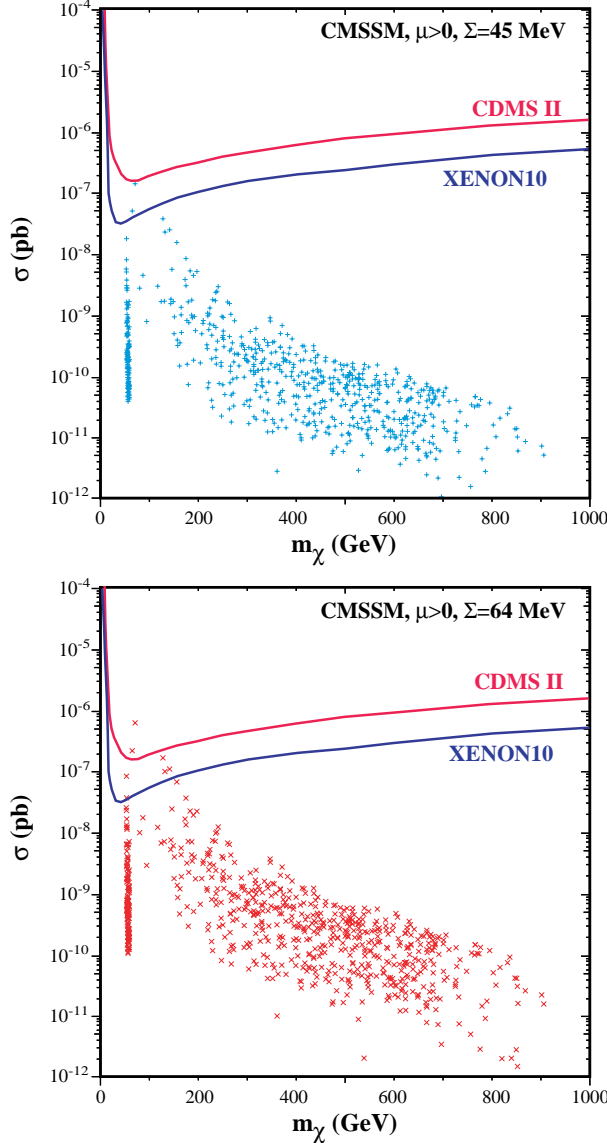 10⁻⁴
CMSSM, μ>0, Σ=45 MeV
10⁻⁵
CDMS II
10⁻⁶
XENON10
10⁻⁷
σ (pb)
10⁻⁸
10⁻⁹
10⁻¹⁰
10⁻¹¹
10⁻¹²
0 200 400 600 800 1000
mχ (GeV)
10⁻⁴
CMSSM, μ>0, Σ=64 MeV
10⁻⁵
CDMS II
10⁻⁶
XENON10
10⁻⁷
σ (pb)
10⁻⁸
10⁻⁹
10⁻¹⁰
10⁻¹¹
10⁻¹²
0 200 400 600 800 1000
mχ (GeV)